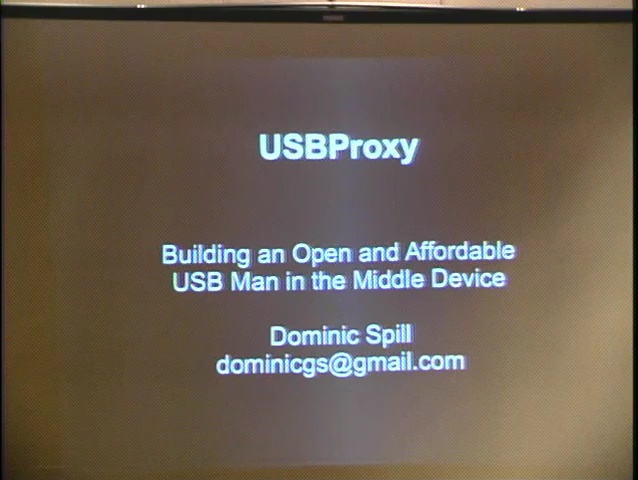 USBProxy
Building an Open and Affordable
USB Man in the Middle Device
Dominic Spill
dominicgs@gmail.com